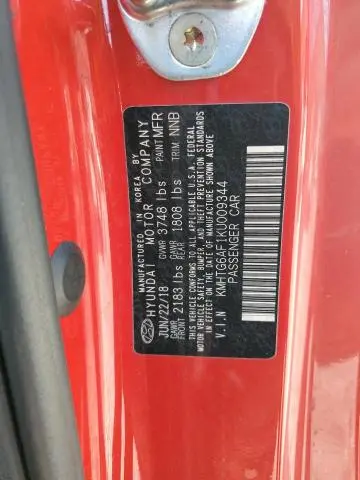 MANUFACTURED IN KOREA BY
HYUNDAI MOTOR COMPANY
JUN/22/18 GVWR 3748 lbs PAINT MFR
GAWR FRONT 2183 lbs GAWR REAR 1808 lbs TRIM NNB
THIS VEHICLE CONFORMS TO ALL APPLICABLE U.S.A. FEDERAL
MOTOR VEHICLE SAFETY, BUMPER, AND THEFT PREVENTION STANDARDS
IN EFFECT ON THE DATE OF MANUFACTURE SHOWN ABOVE.
V.I.N KMHTG6AF1KU009344
PASSENGER CAR